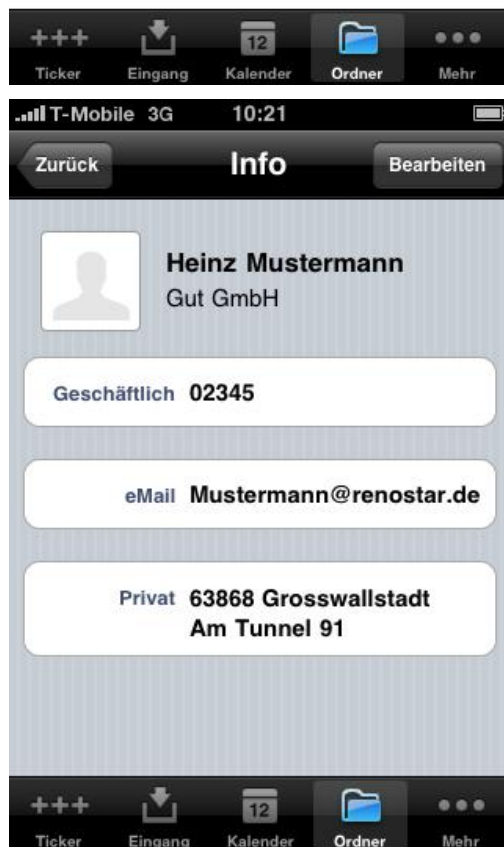 +++
12
Ticker Eingang Kalender Ordner Mehr
T-Mobile 3G 10:21
Zurück Info Bearbeiten
Heinz Mustermann
Gut GmbH
Geschäftlich 02345
eMail Mustermann@renostar.de
Privat 63868 Grosswallstadt
Am Tunnel 91
+++
12
Ticker Eingang Kalender Ordner Mehr